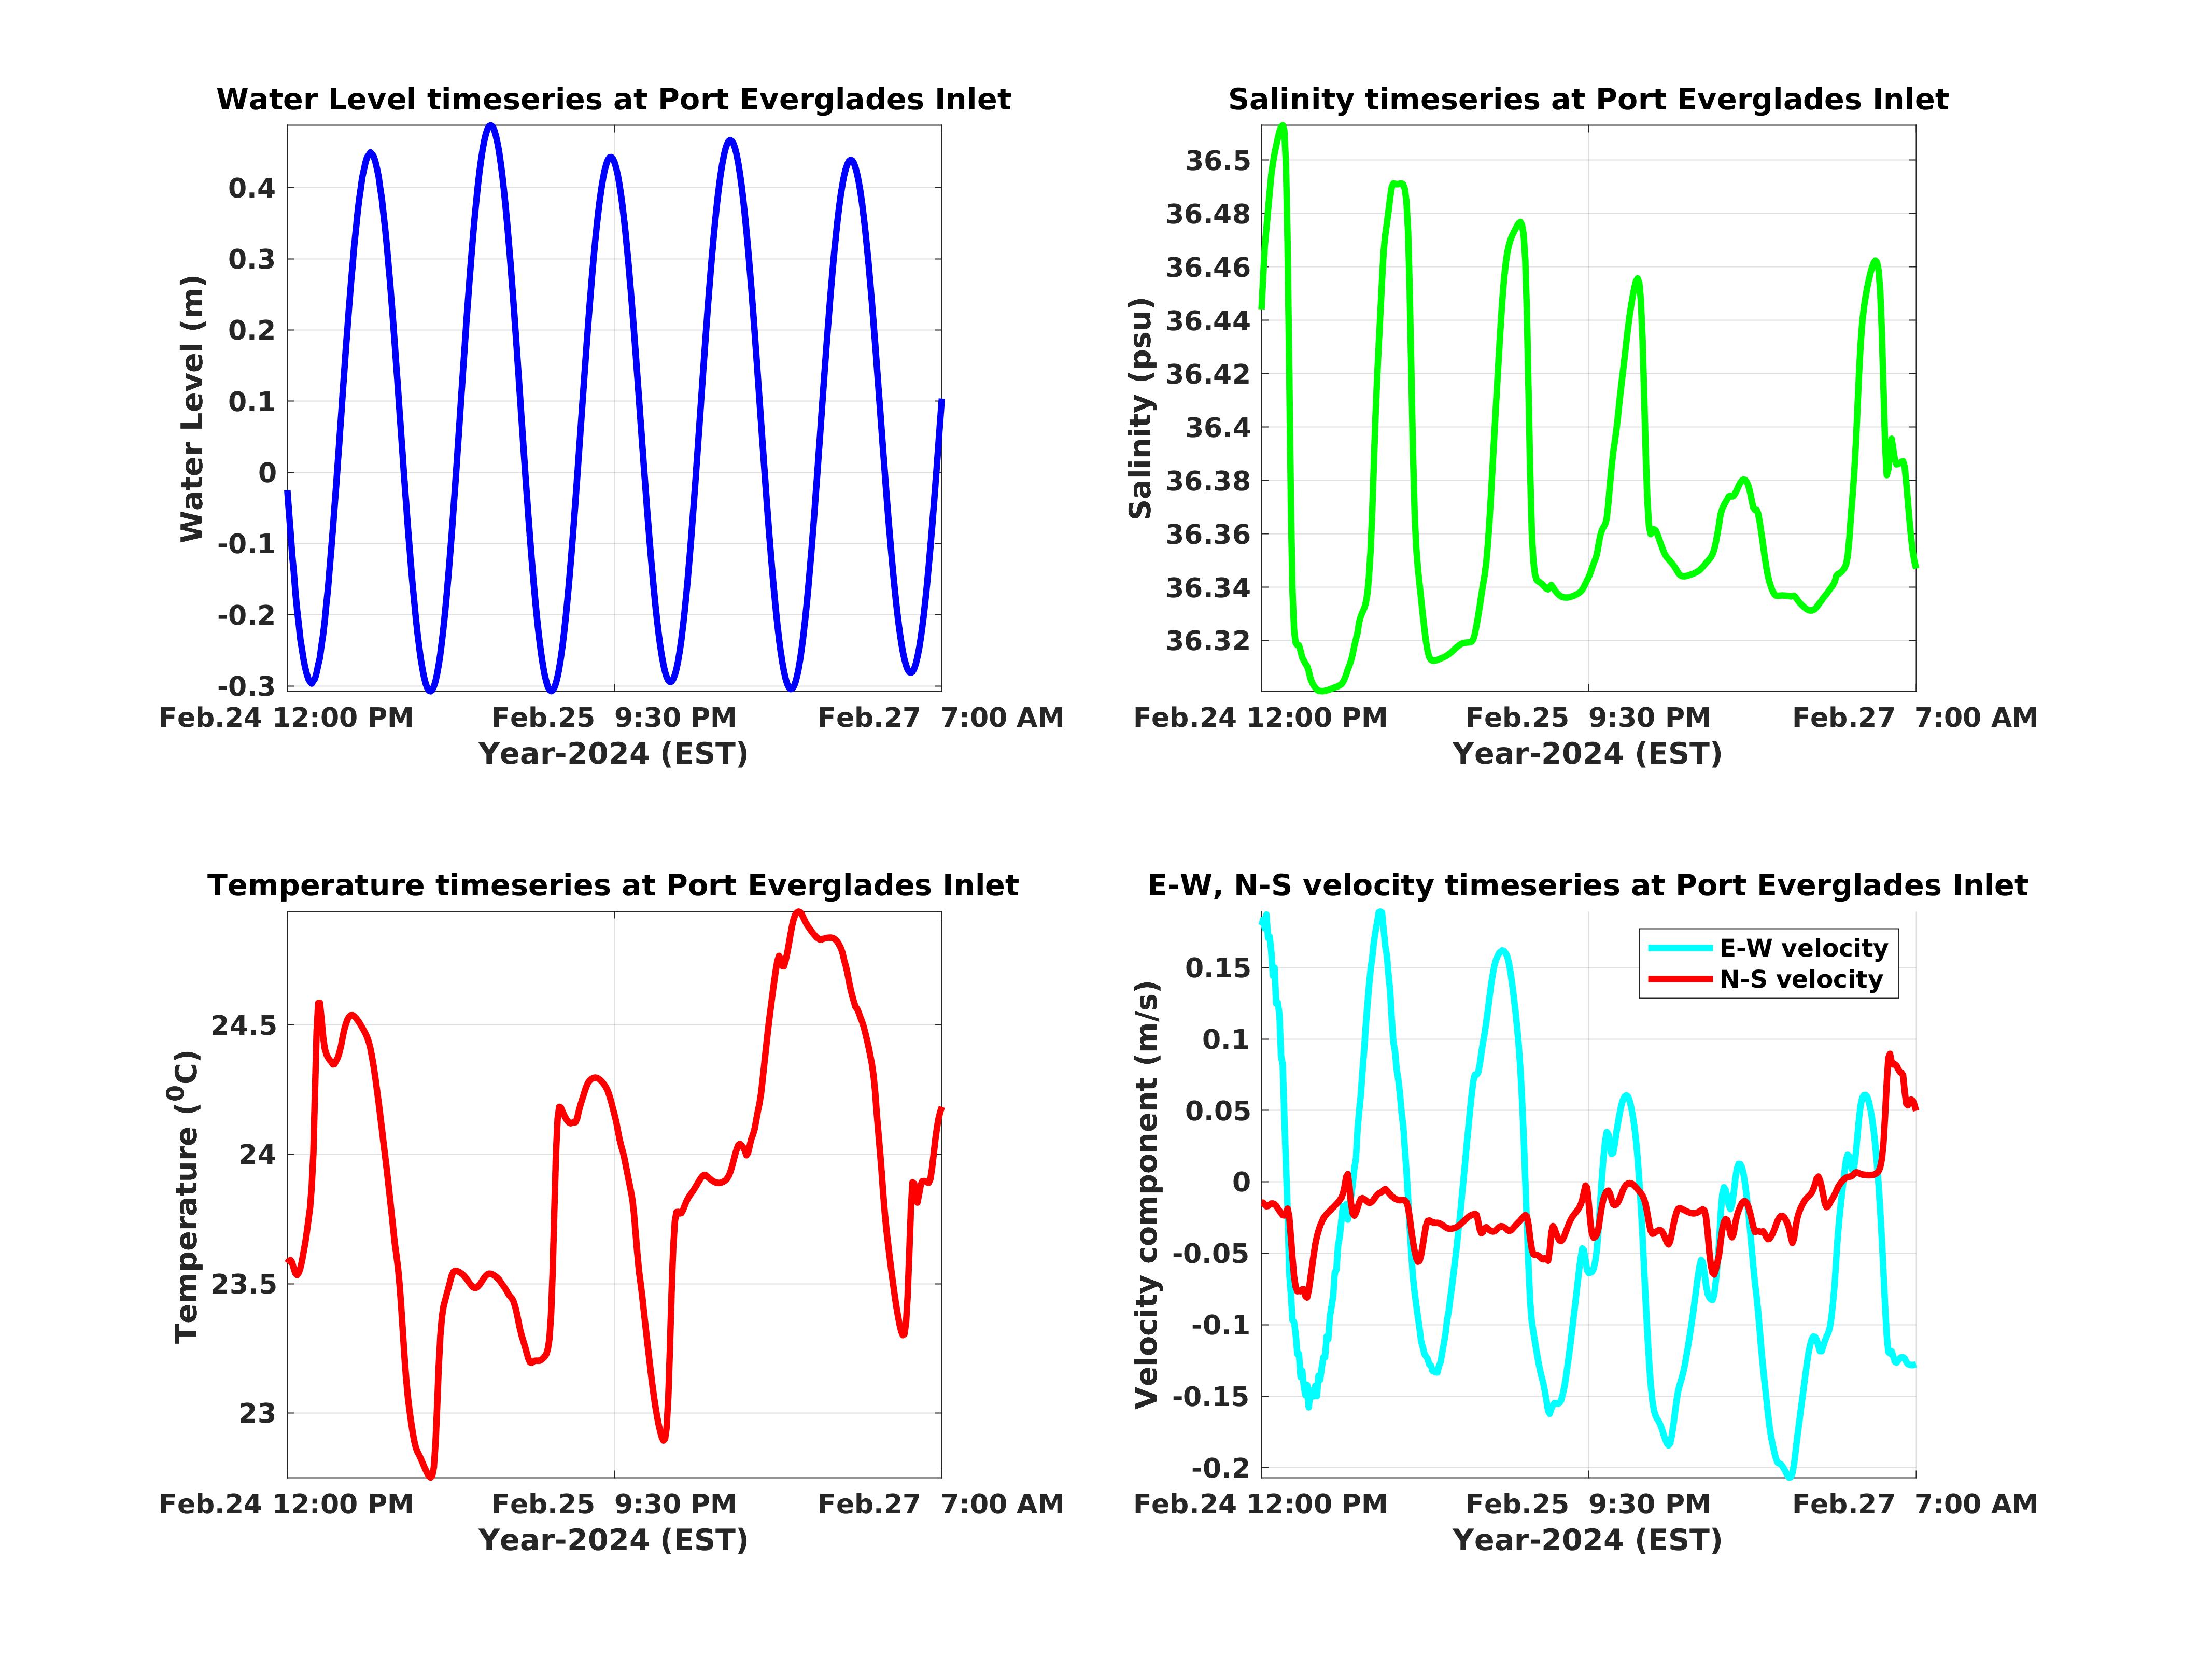 Water Level timeseries at Port Everglades Inlet
Water Level (m)
0.4
0.3
0.2
0.1
0
-0.1
-0.2
-0.3
Feb.24 12:00 PM Feb.25 9:30 PM Feb.27 7:00 AM
Year-2024 (EST)
Salinity timeseries at Port Everglades Inlet
Salinity (psu)
36.5
36.48
36.46
36.44
36.42
36.4
36.38
36.36
36.34
36.32
Feb.24 12:00 PM Feb.25 9:30 PM Feb.27 7:00 AM
Year-2024 (EST)
Temperature timeseries at Port Everglades Inlet
Temperature (⁰C)
24.5
24
23.5
23
Feb.24 12:00 PM Feb.25 9:30 PM Feb.27 7:00 AM
Year-2024 (EST)
E-W, N-S velocity timeseries at Port Everglades Inlet
E-W velocity
N-S velocity
Velocity component (m/s)
0.15
0.1
0.05
0
-0.05
-0.1
-0.15
-0.2
Feb.24 12:00 PM Feb.25 9:30 PM Feb.27 7:00 AM
Year-2024 (EST)